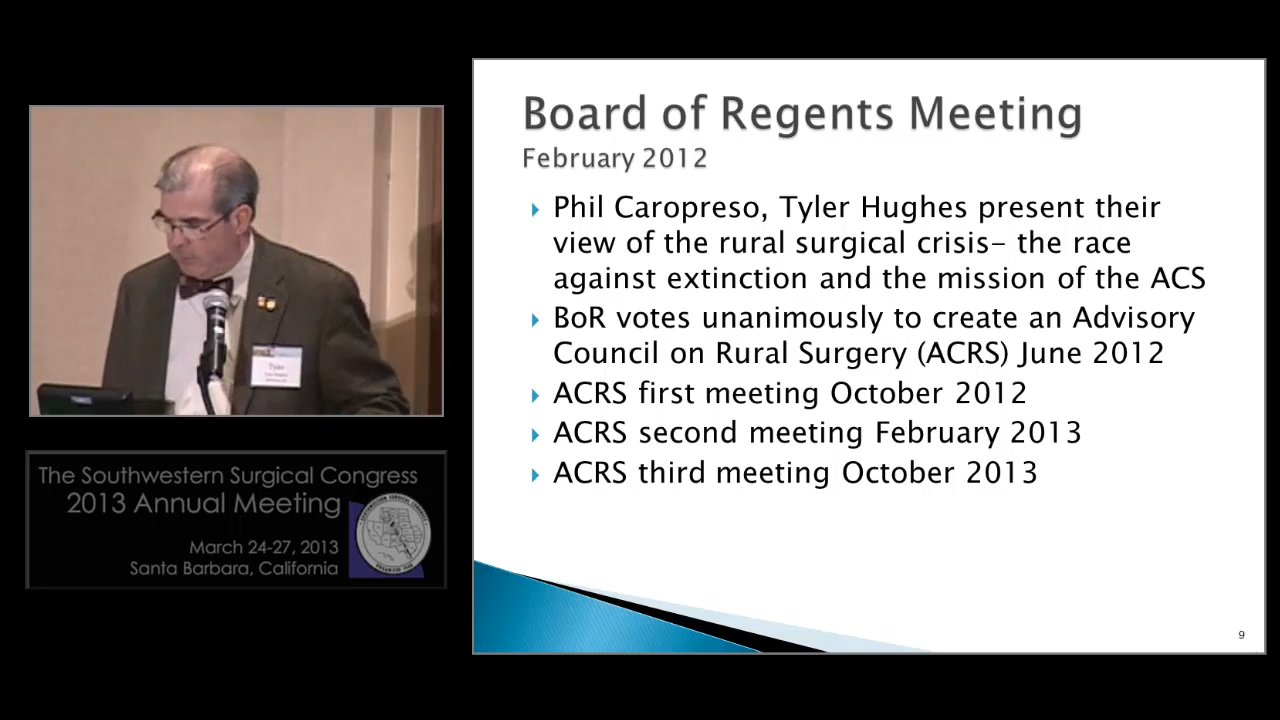 Board of Regents Meeting
February 2012
Phil Caropreso, Tyler Hughes present their
view of the rural surgical crisis– the race
against extinction and the mission of the ACS
BoR votes unanimously to create an Advisory
Council on Rural Surgery (ACRS) June 2012
ACRS first meeting October 2012
ACRS second meeting February 2013
ACRS third meeting October 2013
9
Tyler
The Southwestern Surgical Congress
2013 Annual Meeting
March 24-27, 2013
Santa Barbara, California